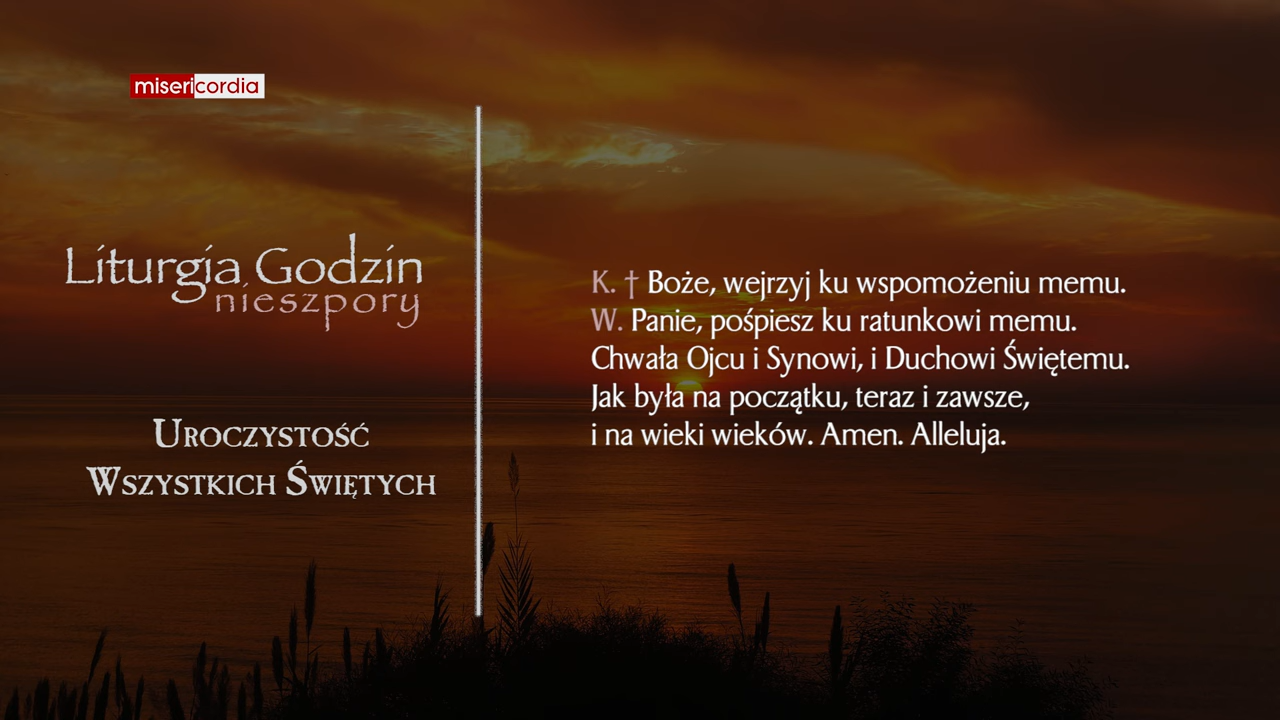 misericordia
Liturgia Godzin
nieszpory
Uroczystość
Wszystkich Świętych
K. † Boże, wejrzyj ku wspomożeniu memu.
W. Panie, pośpiesz ku ratunkowi memu.
Chwała Ojcu i Synowi, i Duchowi Świętemu.
Jak była na początku, teraz i zawsze,
i na wieki wieków. Amen. Alleluja.